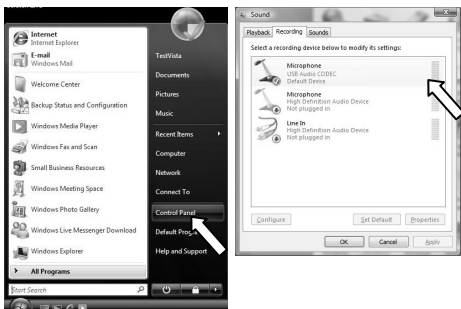 Internet
Internet Explorer
E-mail
Windows Mail
Welcome Center
Backup Status and Configuration
Windows Media Player
Windows Fax and Scan
Small Business Resources
Windows Meeting Space
Windows Photo Gallery
Windows Live Messenger Download
Windows Explorer
All Programs
Start Search
TestVista
Documents
Pictures
Music
Recent Items
Computer
Network
Connect To
Control Panel
Default
Help and Support
Sound
Playback Recording Sounds
Select a recording device below to modify its settings:
Microphone
USB Audio CODEC
Default Device
Microphone
High Definition Audio Device
Not plugged in
Line In
High Definition Audio Device
Not plugged in
Configure Set Default Properties
OK Cancel Apply